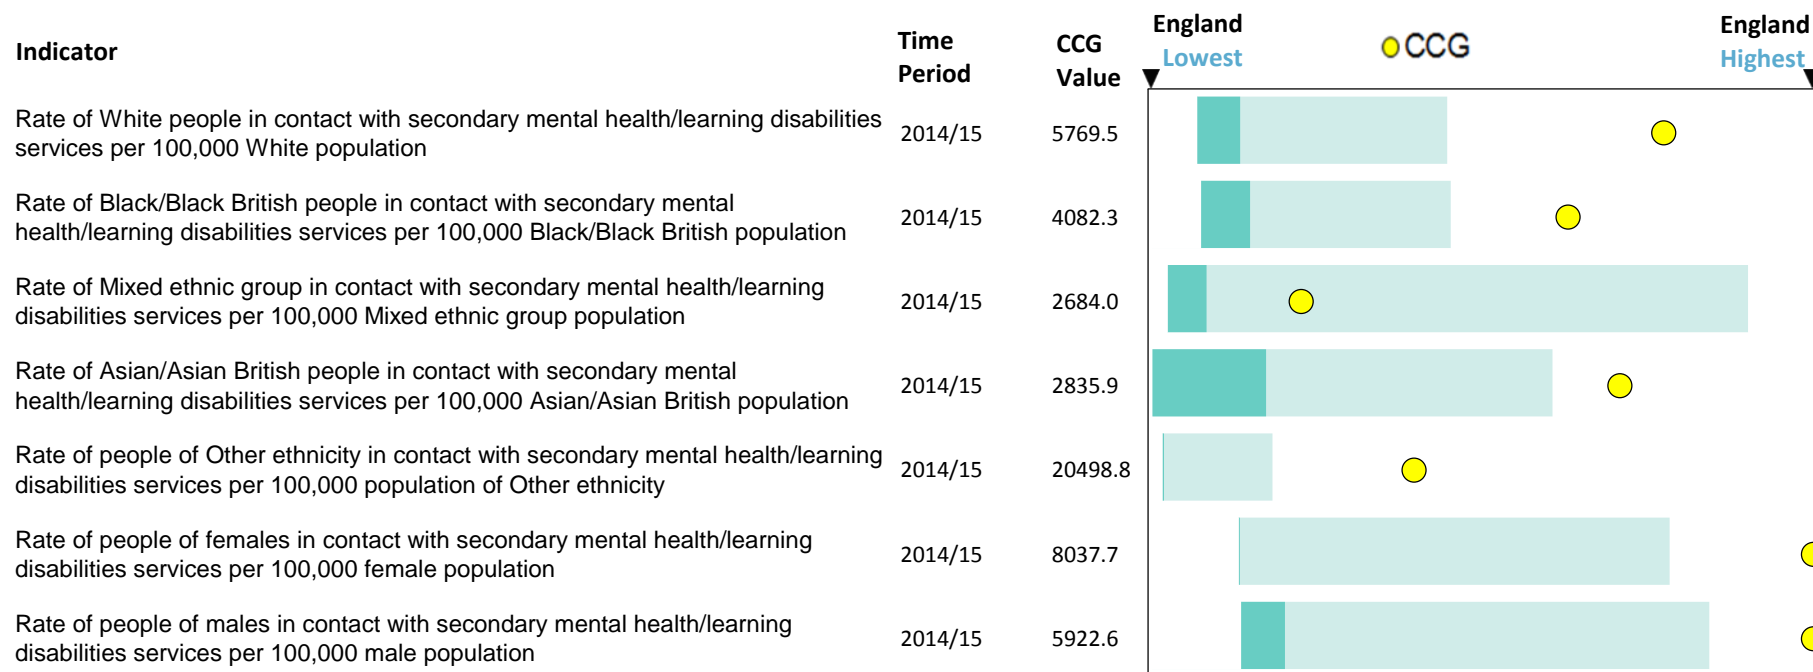 Indicator
Time
Period
CCG
Value
England
Lowest
CCG
England
Highest
Rate of White people in contact with secondary mental health/learning disabilities
services per 100,000 White population
2014/15
5769.5
Rate of Black/Black British people in contact with secondary mental
health/learning disabilities services per 100,000 Black/Black British population
2014/15
4082.3
Rate of Mixed ethnic group in contact with secondary mental health/learning
disabilities services per 100,000 Mixed ethnic group population
2014/15
2684.0
Rate of Asian/Asian British people in contact with secondary mental
health/learning disabilities services per 100,000 Asian/Asian British population
2014/15
2835.9
Rate of people of Other ethnicity in contact with secondary mental health/learning
disabilities services per 100,000 population of Other ethnicity
2014/15
20498.8
Rate of people of females in contact with secondary mental health/learning
disabilities services per 100,000 female population
2014/15
8037.7
Rate of people of males in contact with secondary mental health/learning
disabilities services per 100,000 male population
2014/15
5922.6